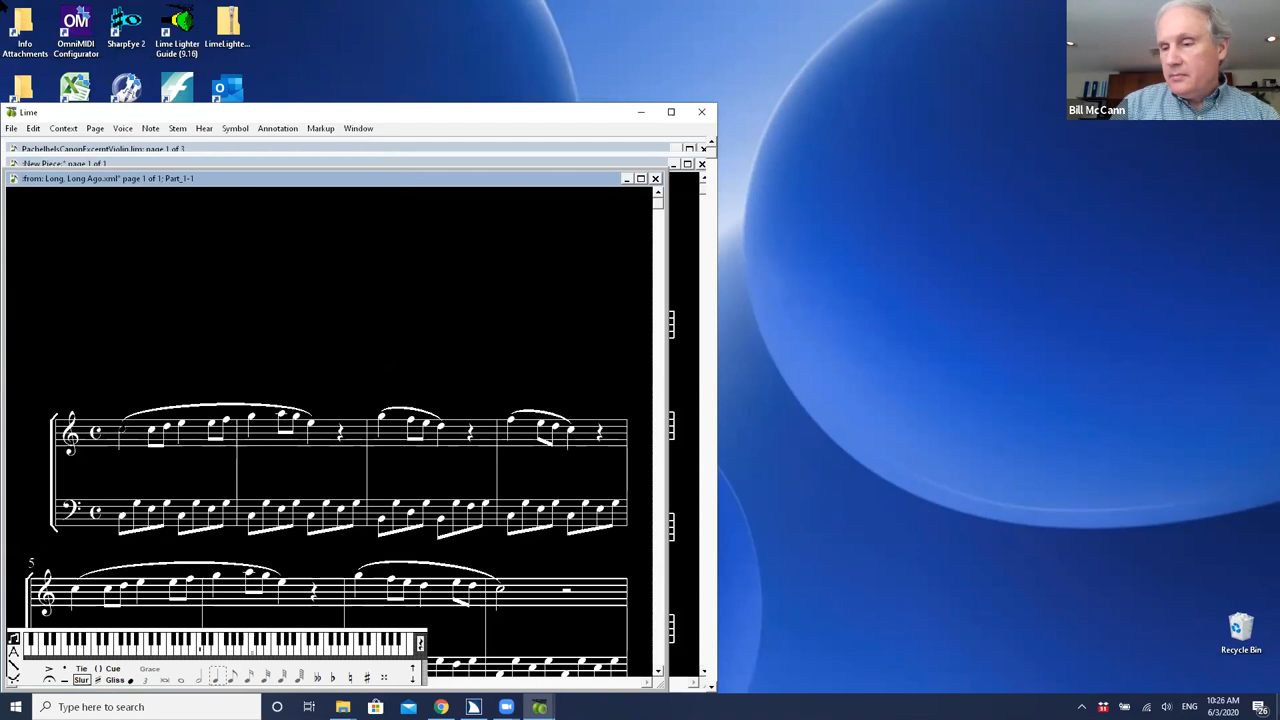 Info Attachments
OmniMIDI Configurator
SharpEye 2
Lime Lighter Guide (9.16)
LimeLighte...
Bill McCann
Lime
File Edit Context Page Voice Note Stem Hear Symbol Annotation Markup Window
PachelbelsCanonExcerptViolin.lim: page 1 of 3
:New Piece:* page 1 of 1
:from: Long, Long Ago.xml* page 1 of 1: Part_1-1
5
Tie ( ) Cue Grace
Slur Gliss
Recycle Bin
Type here to search
ENG
10:26 AM
6/3/2020
26